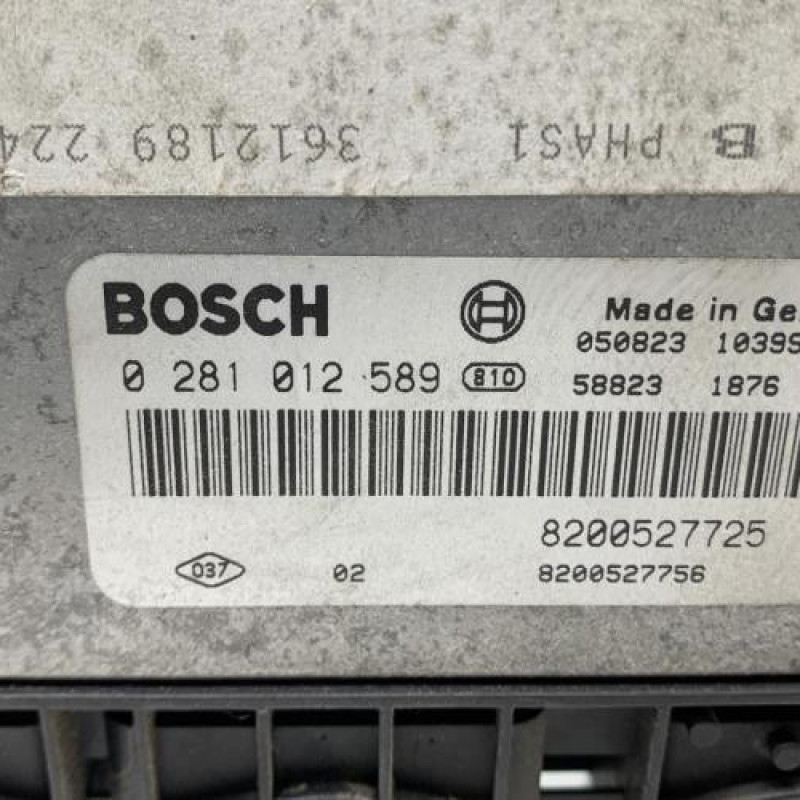 3612189 224
PHAS1
B
BOSCH
Made in Ge
050823 1039S
0 281 012 589 810
58823 1876
8200527725
037 02 8200527756